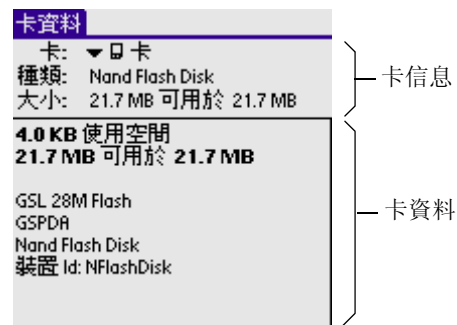 卡資料
卡: 卡
種類: Nand Flash Disk
大小: 21.7 MB 可用於 21.7 MB
卡信息
4.0 KB 使用空間
21.7 MB 可用於 21.7 MB
GSL 28M Flash
GSPDA
Nand Flash Disk
裝置 Id: NFlashDisk
卡資料